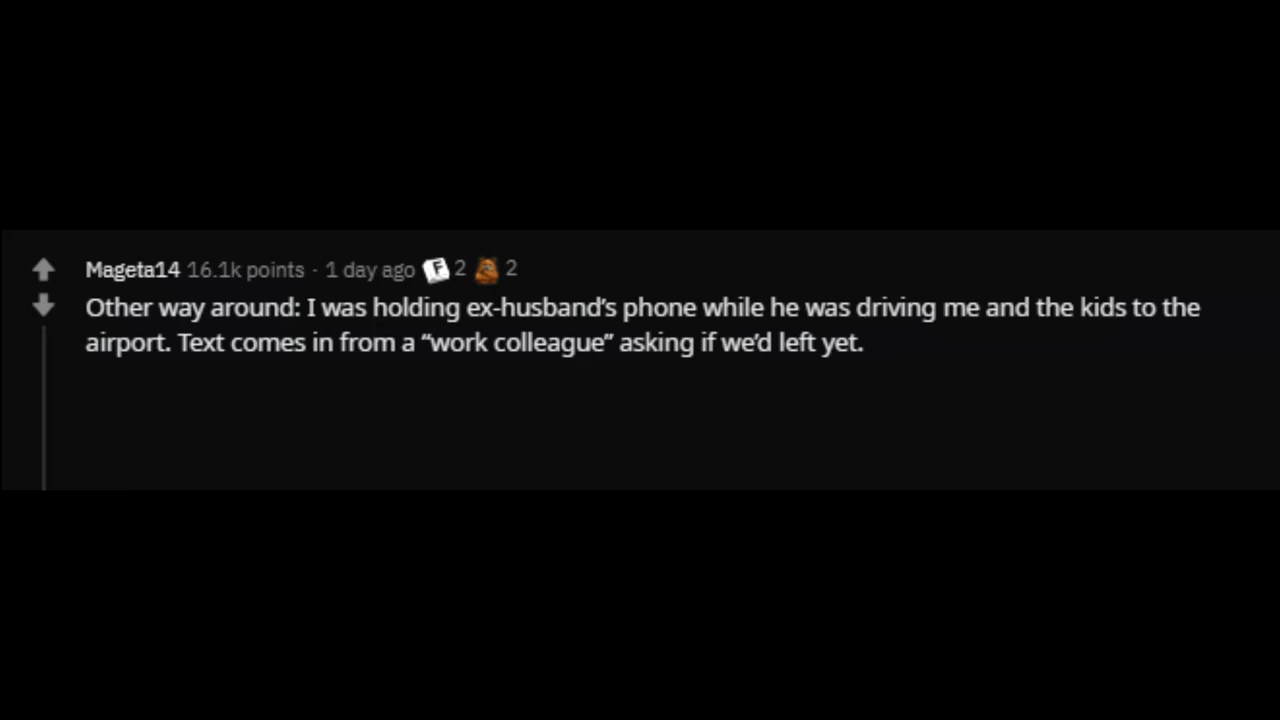 Mageta14 16.1k points · 1 day ago F 2 2
Other way around: I was holding ex-husband’s phone while he was driving me and the kids to the
airport. Text comes in from a “work colleague” asking if we’d left yet.